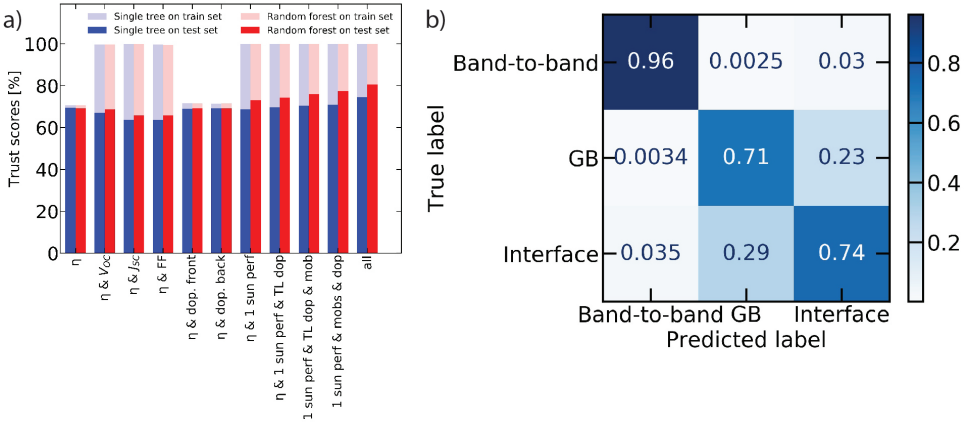 a)
Single tree on train set
Random forest on train set
Single tree on test set
Random forest on test set
Trust scores [%]
100
80
60
40
20
0
η
η & VOC
η & JSC
η & FF
η & dop. front
η & dop. back
η & 1 sun perf
η & 1 sun perf & TL dop
1 sun perf & TL dop & mob
1 sun perf & mobs & dop
all
b)
True label
Band-to-band
0.96
0.0025
0.03
GB
0.0034
0.71
0.23
Interface
0.035
0.29
0.74
Band-to-band GB
Interface
Predicted label
0.8
0.6
0.4
0.2